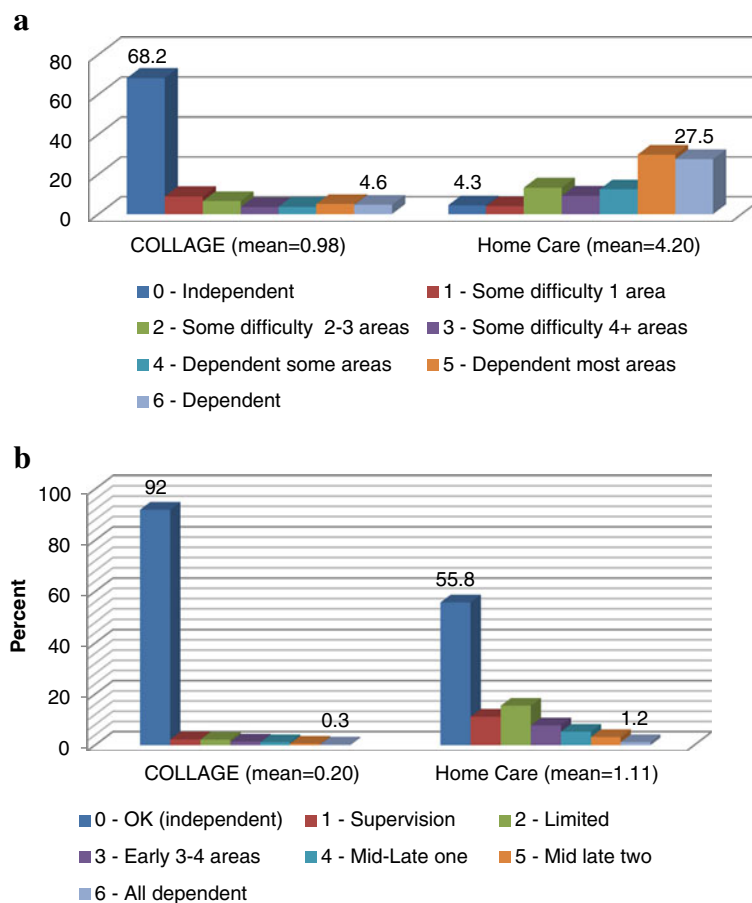 a
80
60
40
20
0
68.2
4.6
4.3
27.5
COLLAGE (mean=0.98) Home Care (mean=4.20)
0 - Independent 1 - Some difficulty 1 area
2 - Some difficulty 2-3 areas 3 - Some difficulty 4+ areas
4 - Dependent some areas 5 - Dependent most areas
6 - Dependent
b
Percent
100
80
60
40
20
0
92
0.3
55.8
1.2
COLLAGE (mean=0.20) Home Care (mean=1.11)
0 - OK (independent) 1 - Supervision 2 - Limited
3 - Early 3-4 areas 4 - Mid-Late one 5 - Mid late two
6 - All dependent